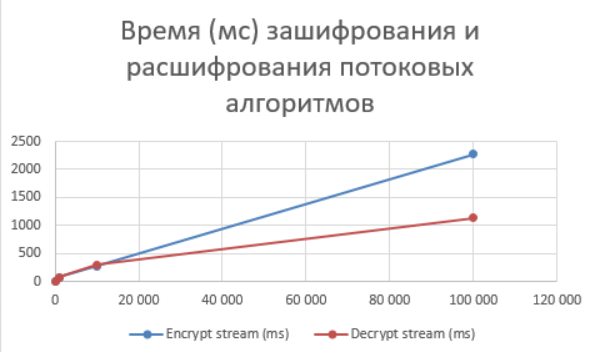 Время (мс) зашифрования и
расшифрования потоковых
алгоритмов
2500
2000
1500
1000
500
0
0 20 000 40 000 60 000 80 000 100 000 120 000
Encrypt stream (ms) Decrypt stream (ms)